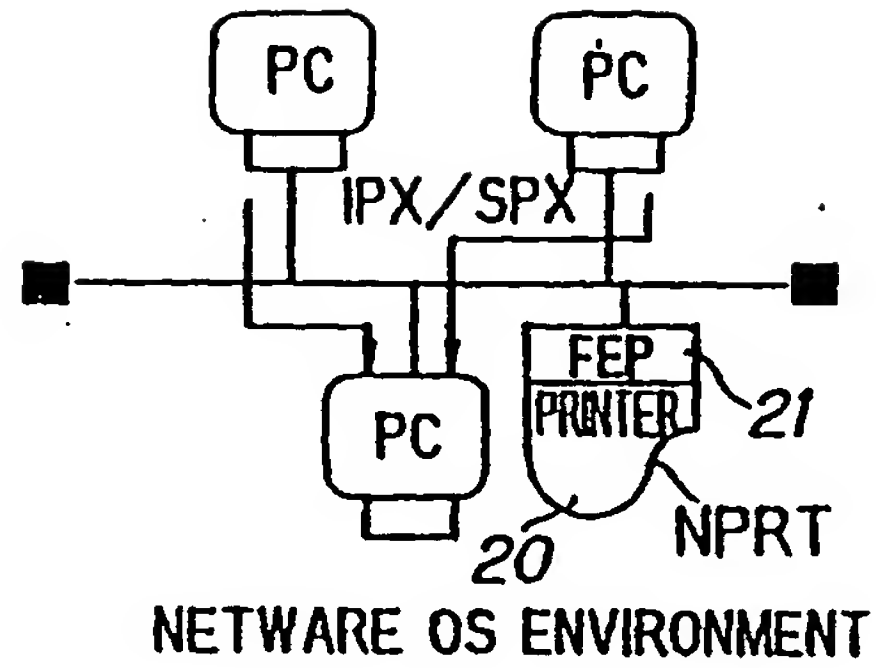 PC
PC
IPX/SPX
FEP
PRINTER
21
PC
NPRT
20
NETWARE OS ENVIRONMENT